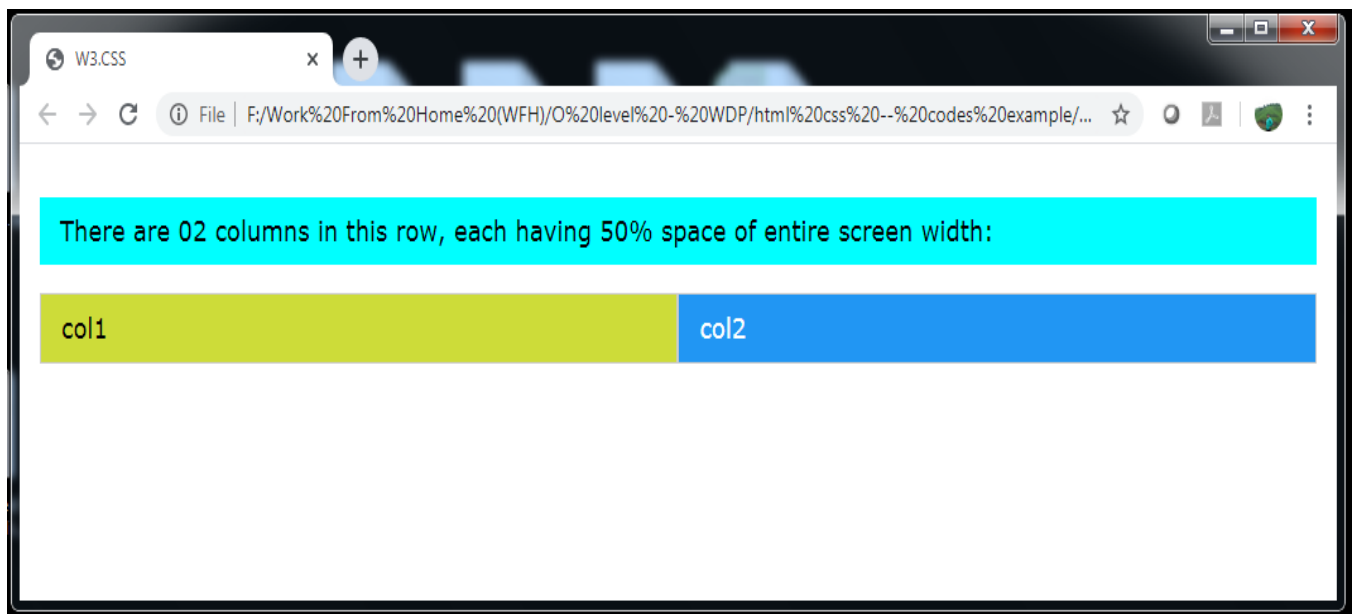 W3.CSS
File F:/Work%20From%20Home%20(WFH)/O%20level%20-%20WDP/html%20css%20--%20codes%20example/...
There are 02 columns in this row, each having 50% space of entire screen width:
col1 col2